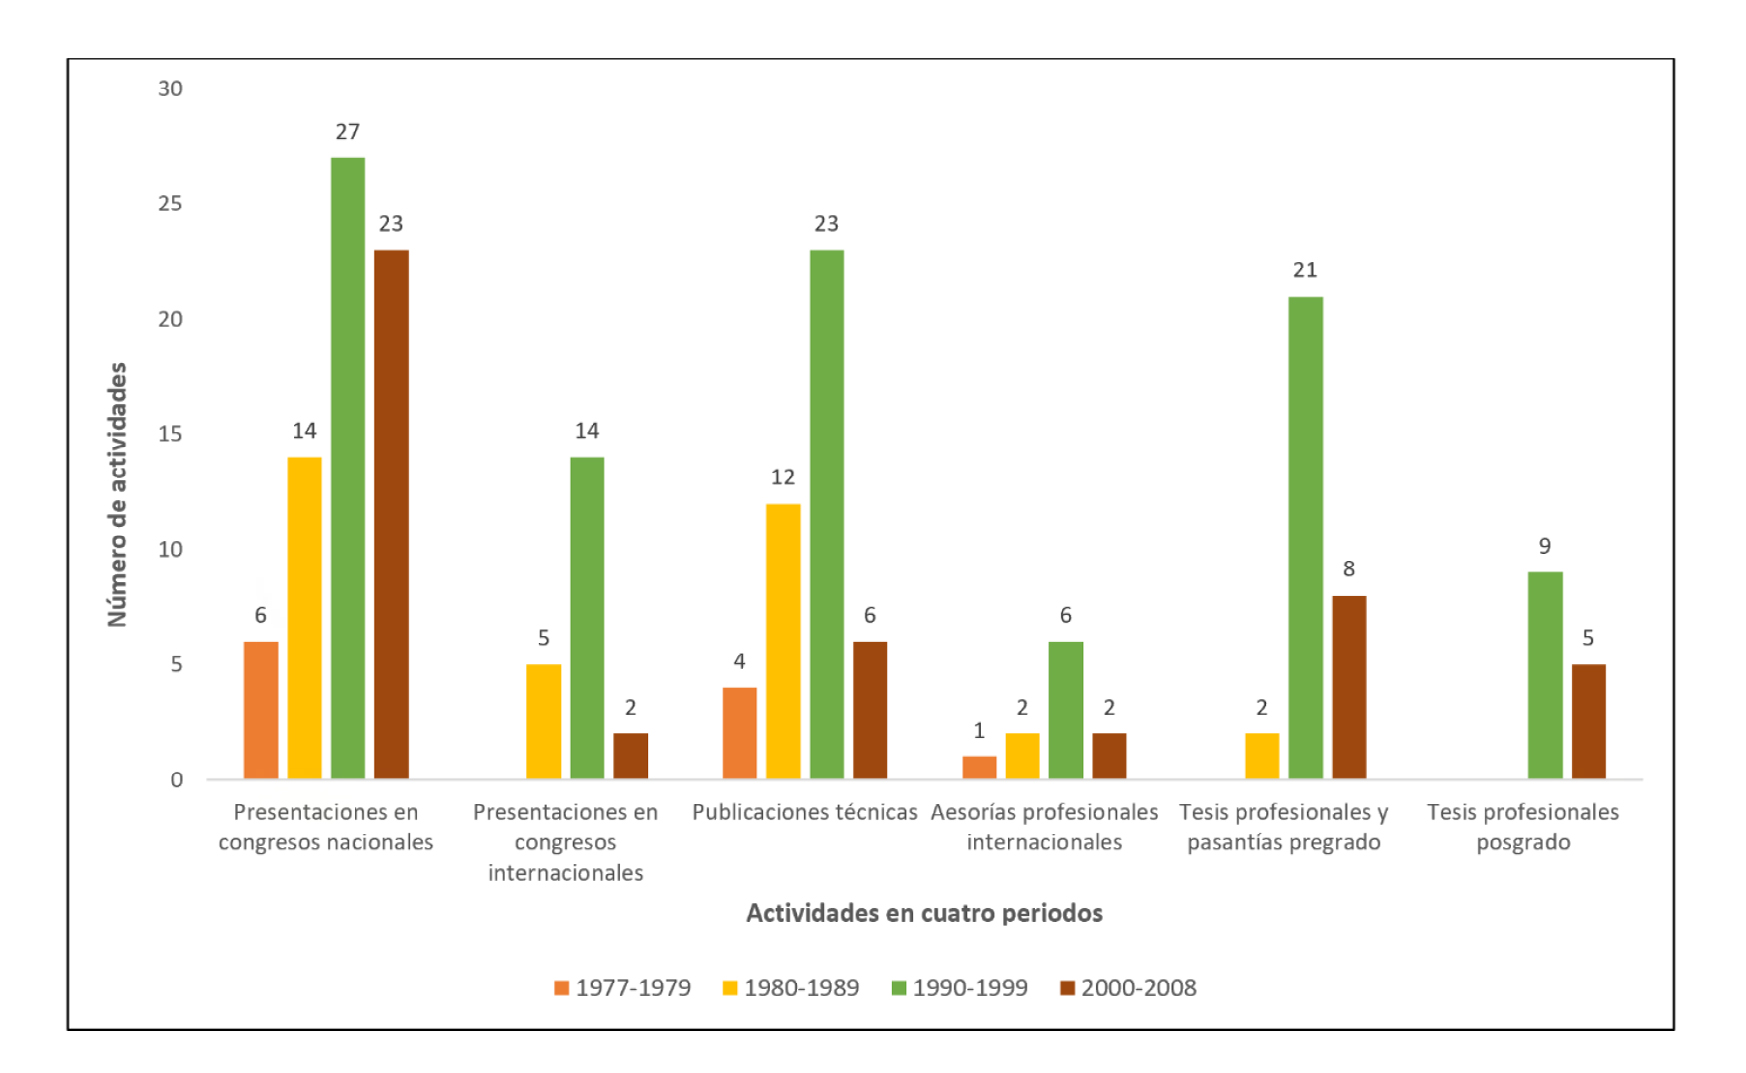 30
27
25
23
23
21
20
15
14
14
12
10
9
8
6
6
6
5
5
5
4
2
2
2
2
1
0
Número de actividades
Presentaciones en
congresos nacionales
Presentaciones en
congresos
internacionales
Publicaciones técnicas
Aesorías profesionales
internacionales
Tesis profesionales y
pasantías pregrado
Tesis profesionales
posgrado
Actividades en cuatro periodos
1977-1979
1980-1989
1990-1999
2000-2008